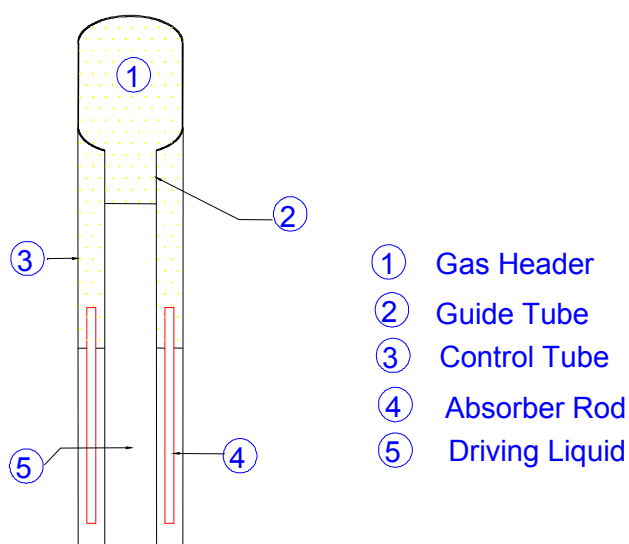 1
2
3
4
5
1 Gas Header
2 Guide Tube
3 Control Tube
4 Absorber Rod
5 Driving Liquid